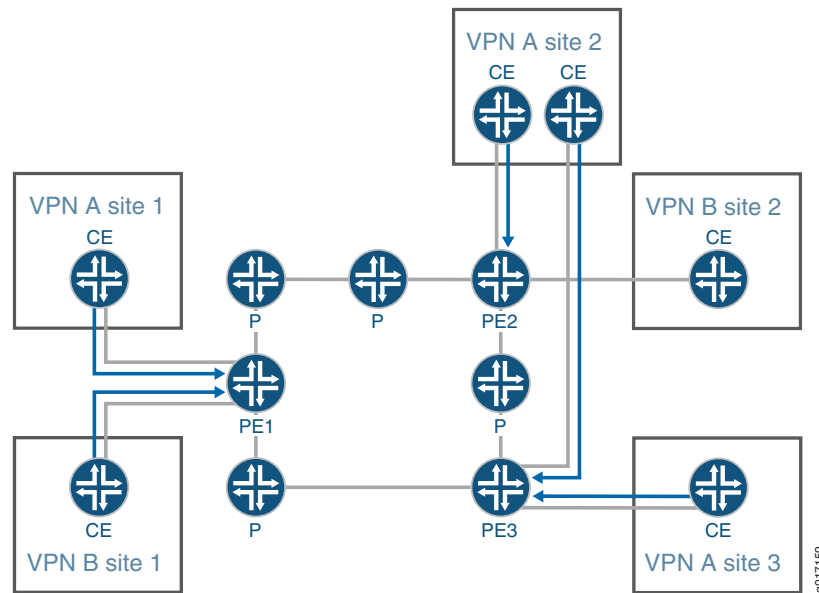 VPN A site 2
CE CE
VPN A site 1
CE
VPN B site 2
CE
P
P
PE2
PE1
P
CE
VPN B site 1
P
PE3
CE
VPN A site 3
g017159